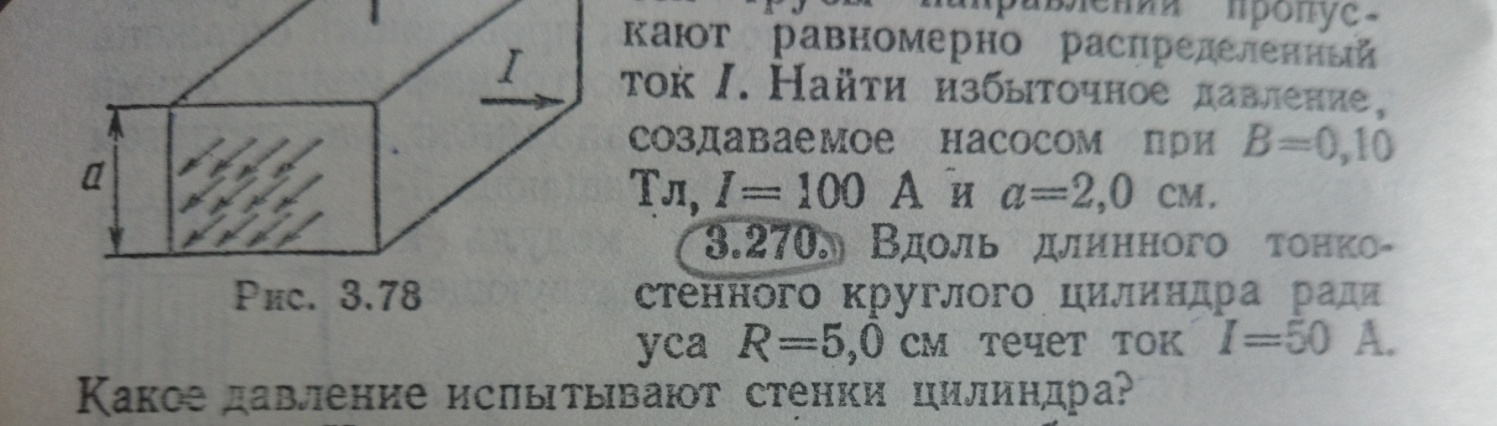 кают равномерно распределенный
ток I. Найти избыточное давление,
создаваемое насосом при B=0,10
Тл, I= 100 А и a=2,0 см.
3.270. Вдоль длинного тонко-
стенного круглого цилиндра ради
уса R=5,0 см течет ток I=50 А.
Какое давление испытывают стенки цилиндра?
I
a
Рис. 3.78